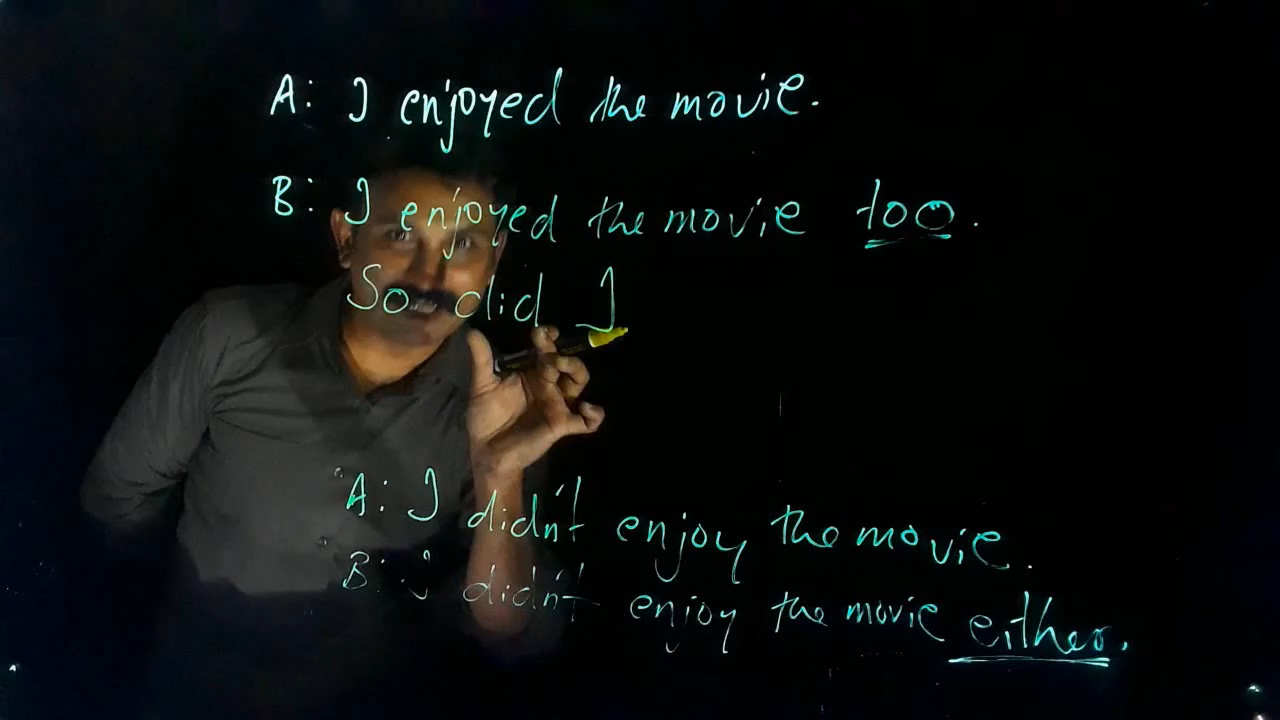 A: I enjoyed the movie.
B: I enjoyed the movie too.
So did I
A: I didn't enjoy the movie.
B: I didn't enjoy the movie either.